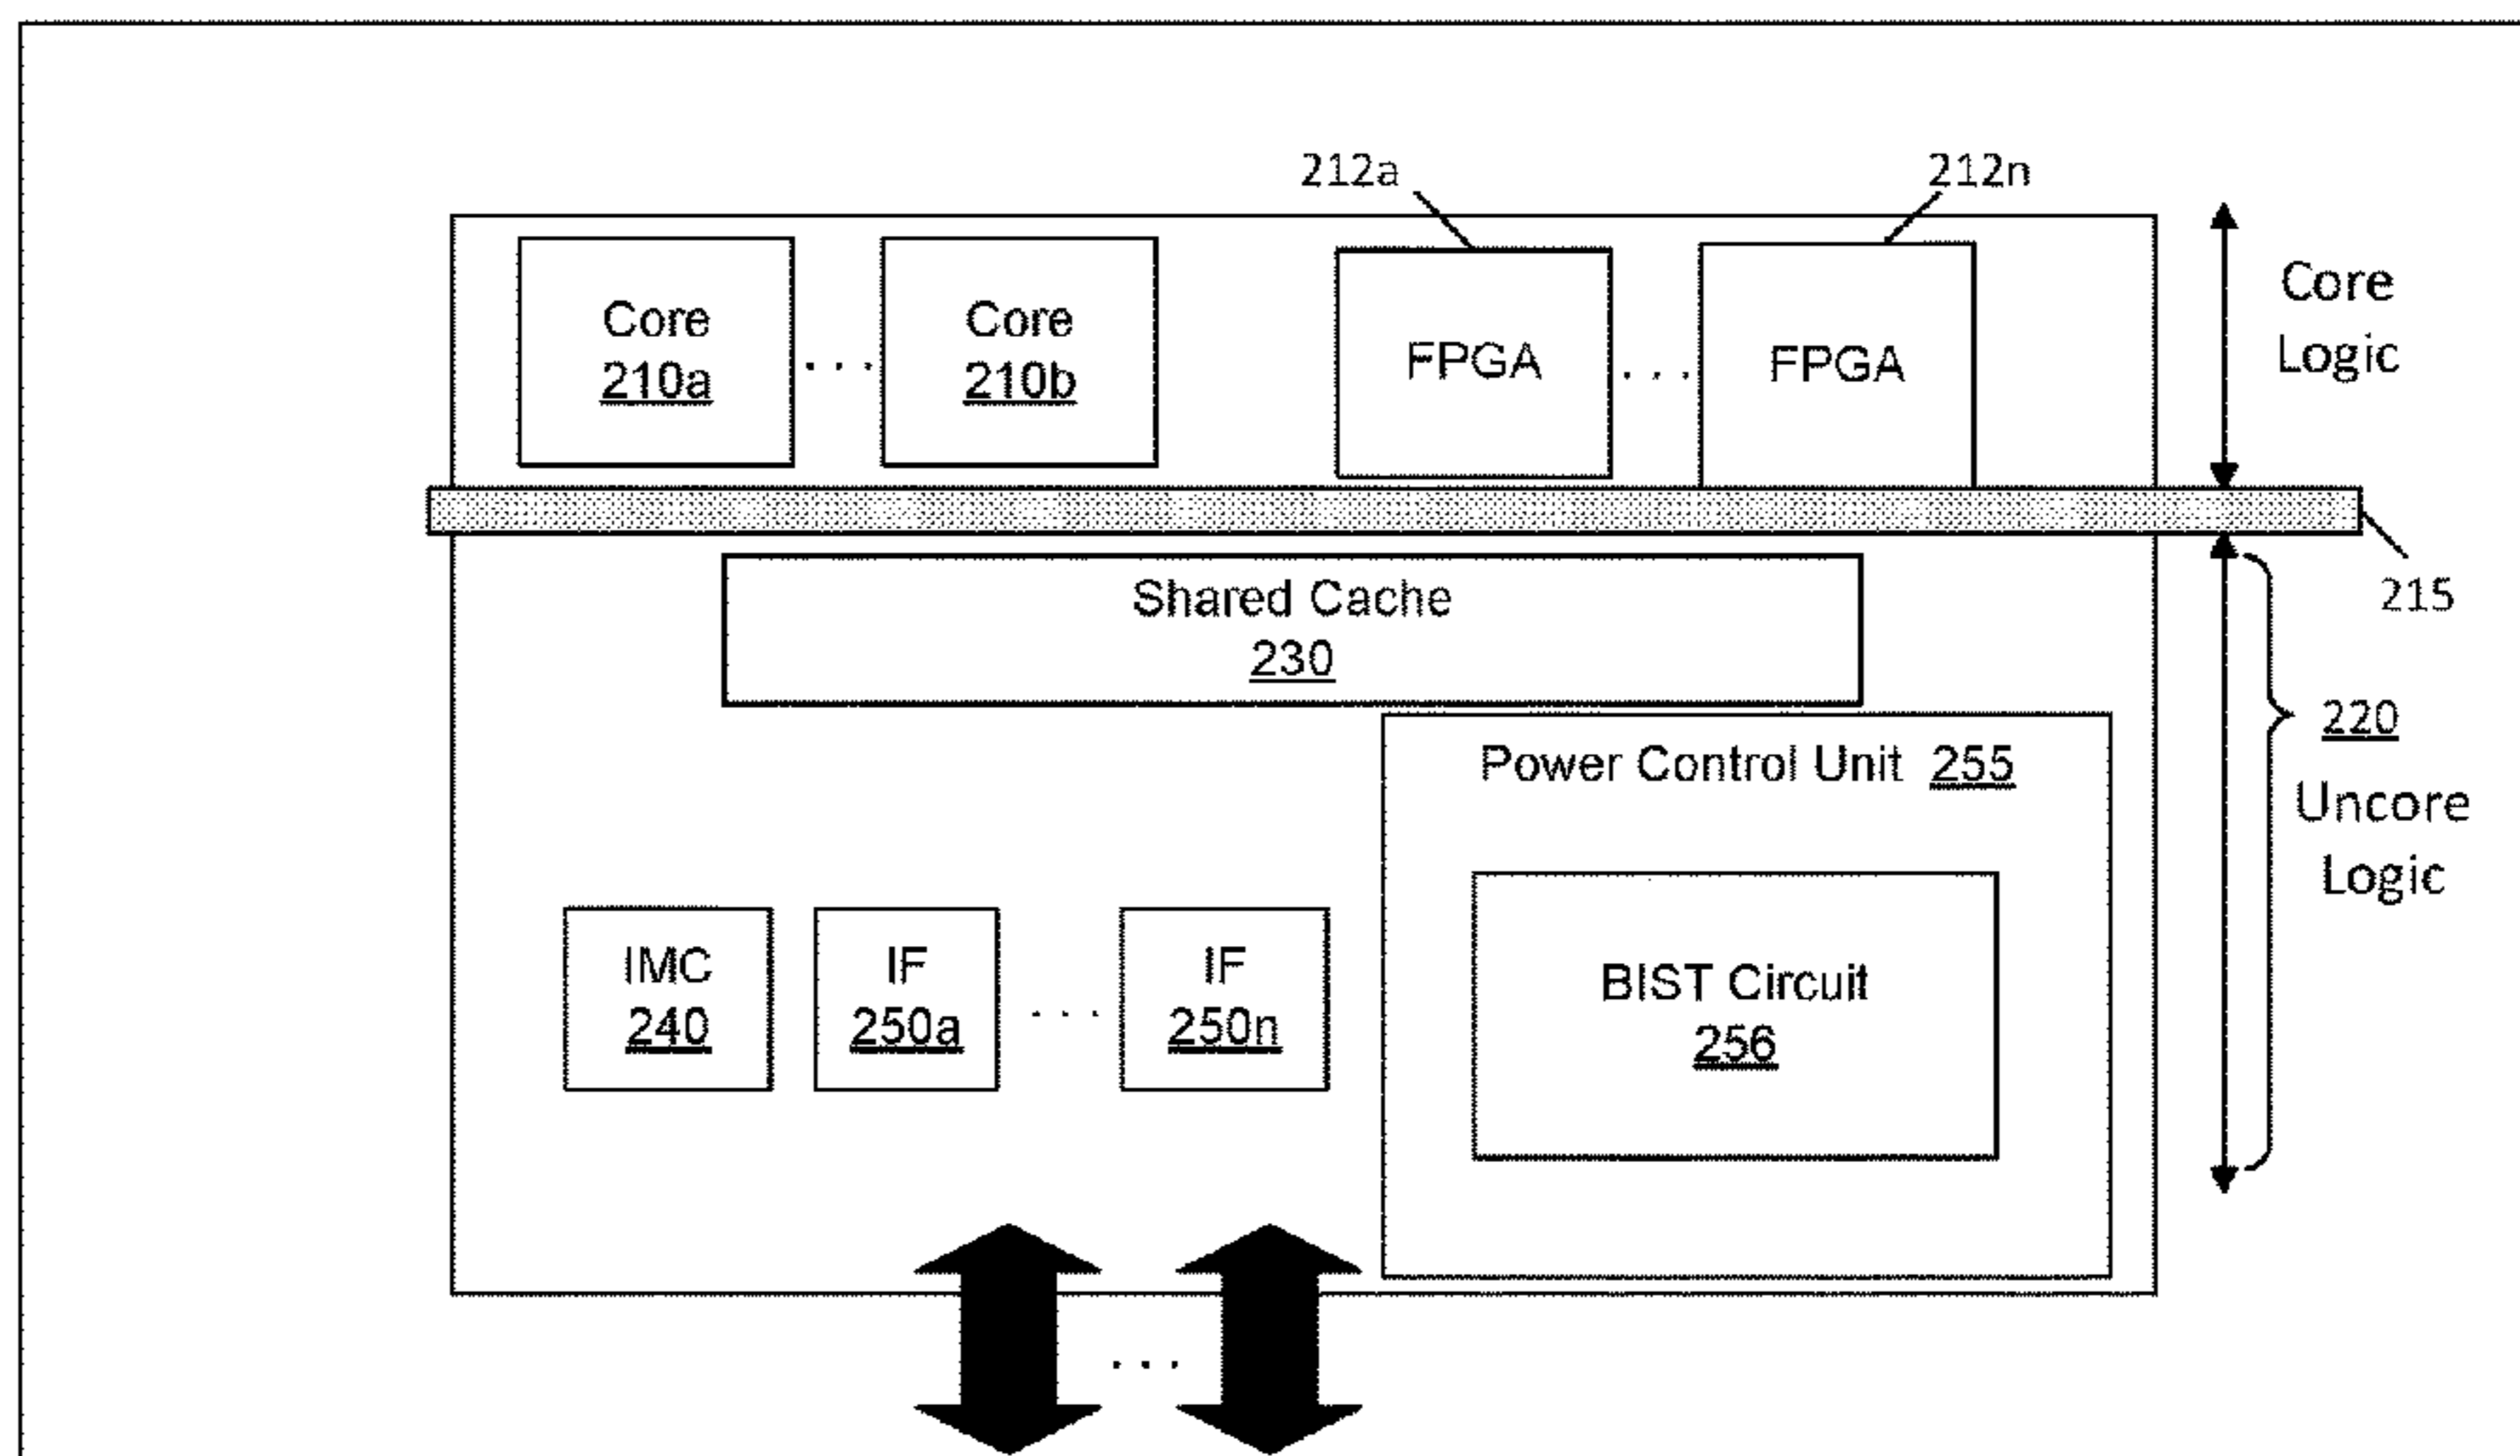 212a
212n
Core
210a
...
Core
210b
FPGA
...
FPGA
Core
Logic
215
Shared Cache
230
220
Uncore
Logic
Power Control Unit 255
IMC
240
IF
250a
...
IF
250n
BIST Circuit
256
...